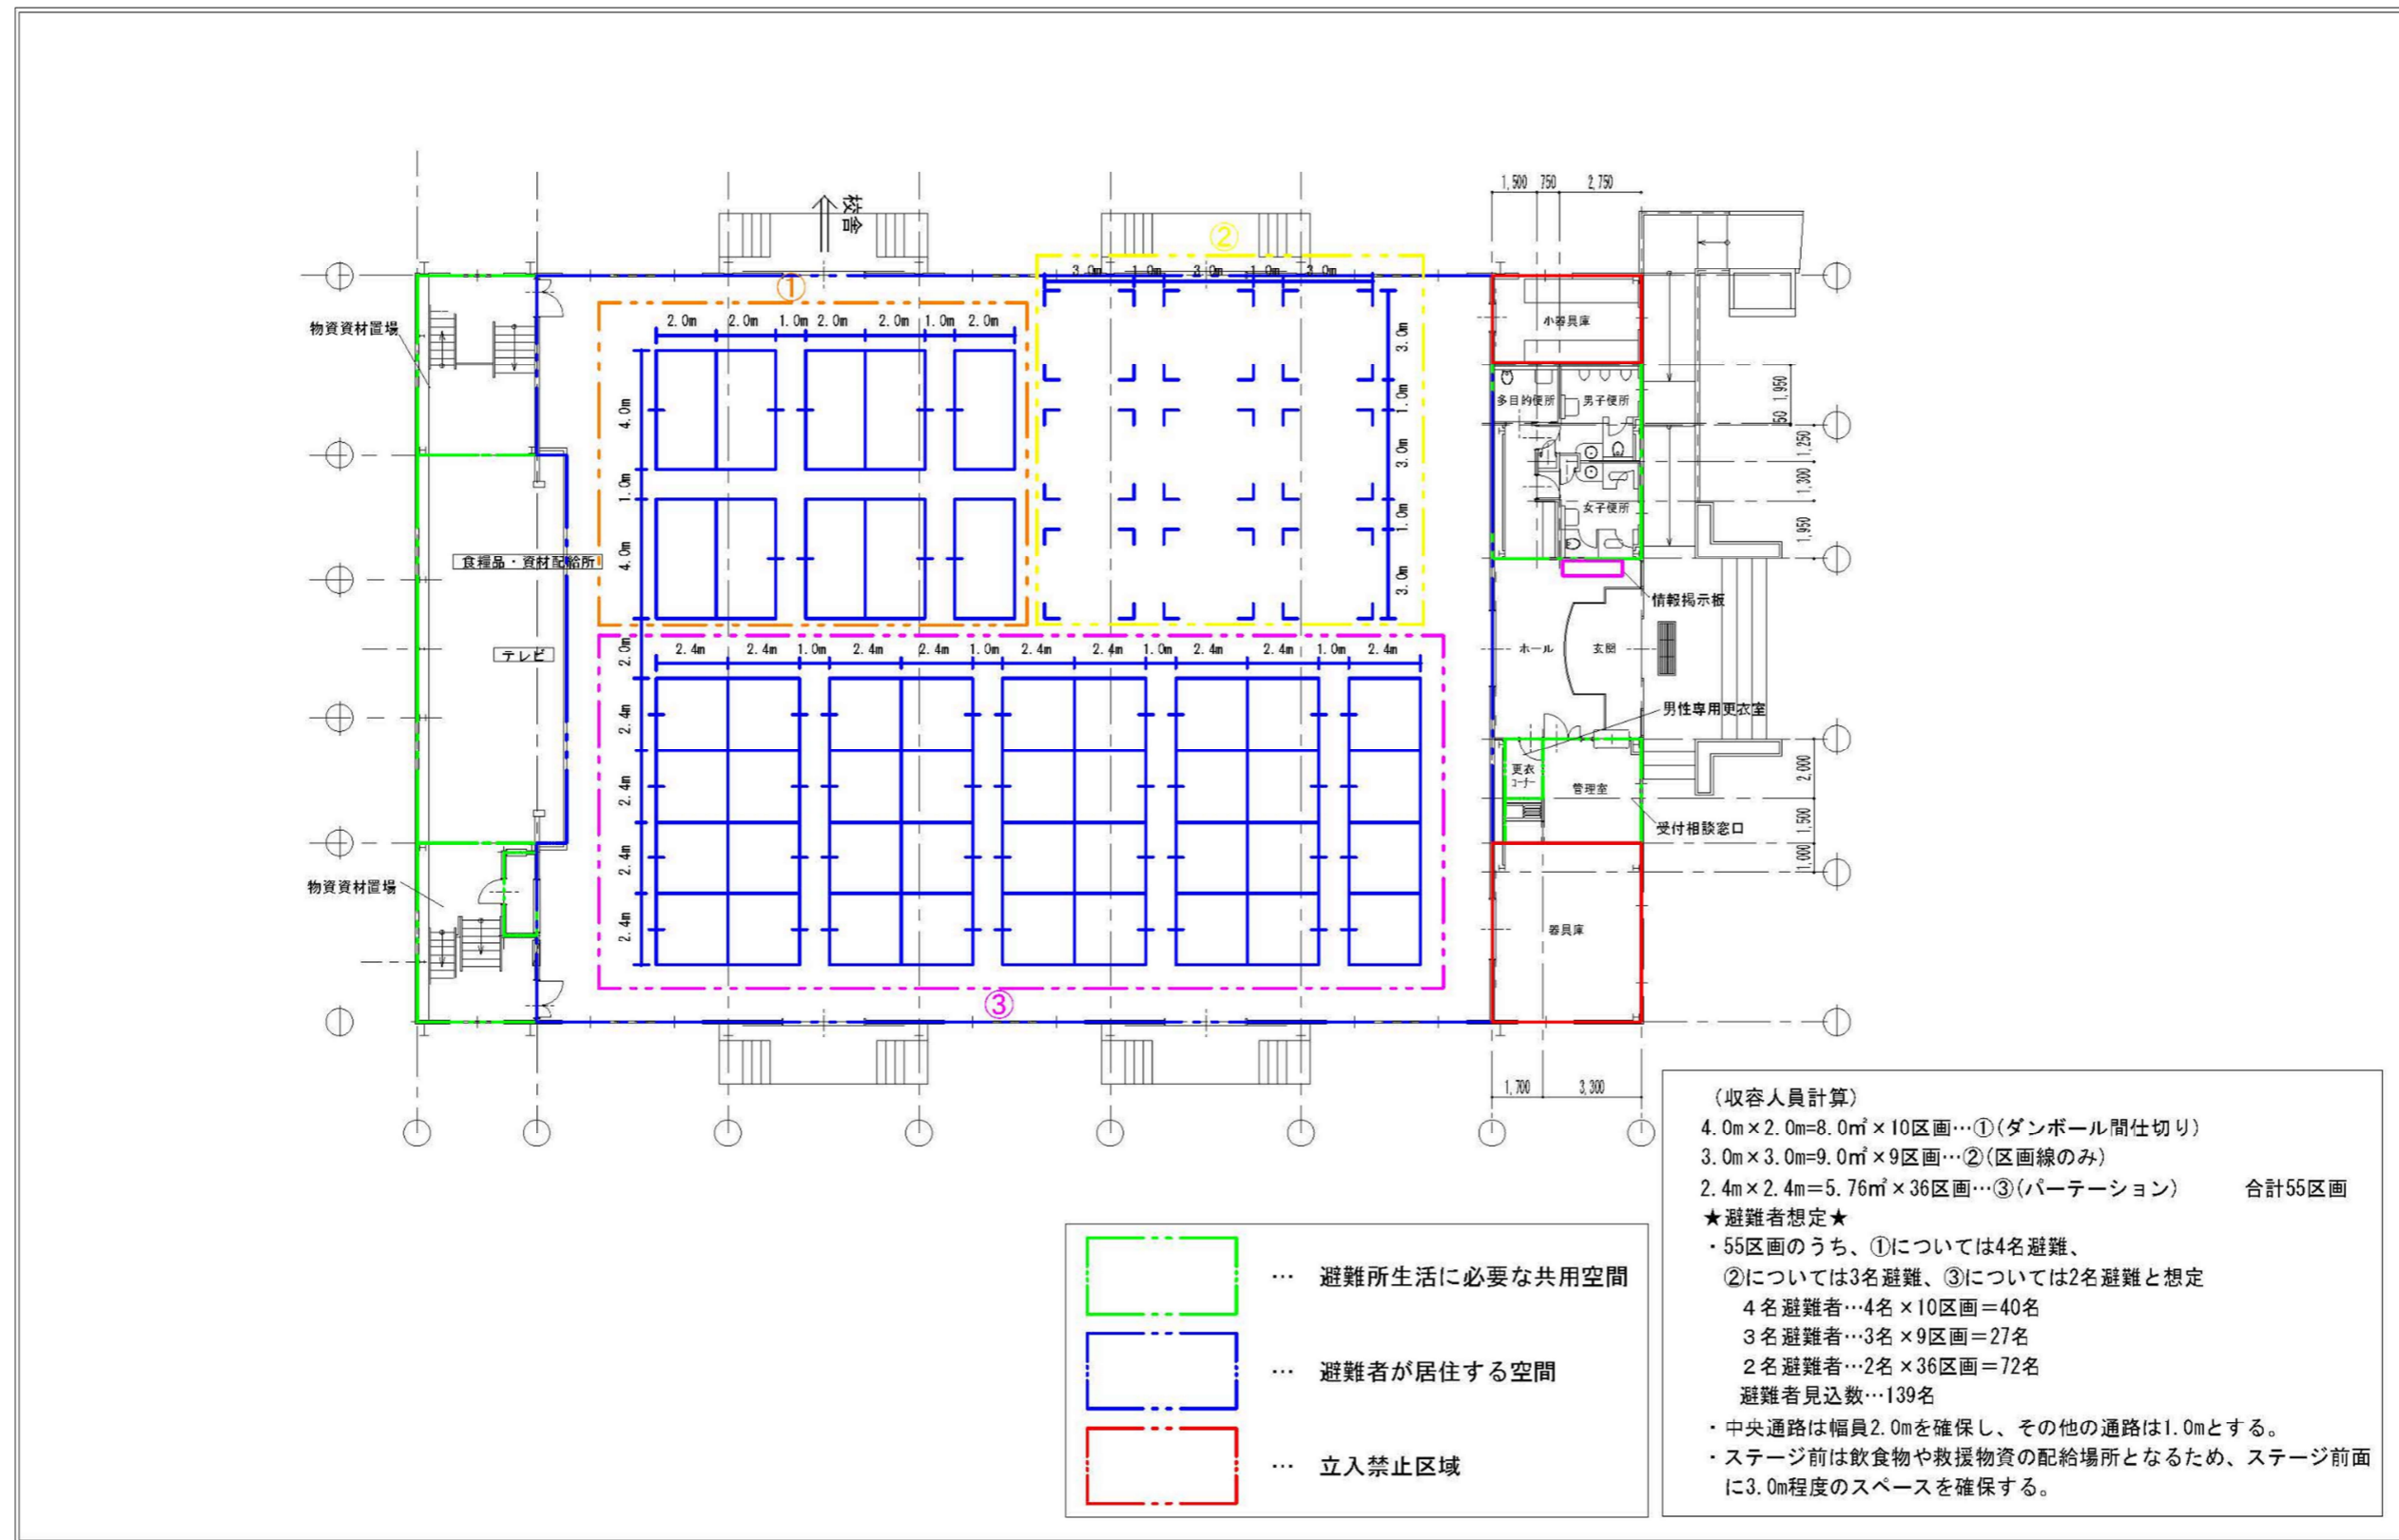 校舎
②
①
1,500 750 2,750
3.0m 1.0m 3.0m 1.0m 3.0m
2.0m 2.0m 1.0m 2.0m 2.0m 1.0m 2.0m
物資資材置場
小器具庫
3.0m
1.0m
3.0m
1.0m
3.0m
4.0m
1.0m
4.0m
2.0m
多目的便所
男子便所
女子便所
1,950
50
1,250
1,300
1,950
食糧品・資材配給所
テレビ
情報掲示板
ホール
玄関
2.4m 2.4m 1.0m 2.4m 2.4m 1.0m 2.4m 2.4m 1.0m 2.4m 2.4m 1.0m 2.4m
2.4m
2.4m
2.4m
2.4m
男性専用更衣室
更衣
コーナー
管理室
受付相談窓口
2,000
1,500
1,000
物資資材置場
器具庫
③
1,700 3,300
(収容人員計算)
4.0m×2.0m=8.0㎡×10区画…①(ダンボール間仕切り)
3.0m×3.0m=9.0㎡×9区画…②(区画線のみ)
2.4m×2.4m=5.76㎡×36区画…③(パーテーション) 合計55区画
★避難者想定★
・55区画のうち、①については4名避難、
②については3名避難、③については2名避難と想定
4名避難者…4名×10区画=40名
3名避難者…3名×9区画=27名
2名避難者…2名×36区画=72名
避難者見込数…139名
・中央通路は幅員2.0mを確保し、その他の通路は1.0mとする。
・ステージ前は飲食物や救援物資の配給場所となるため、ステージ前面
に3.0m程度のスペースを確保する。
… 避難所生活に必要な共用空間
… 避難者が居住する空間
… 立入禁止区域